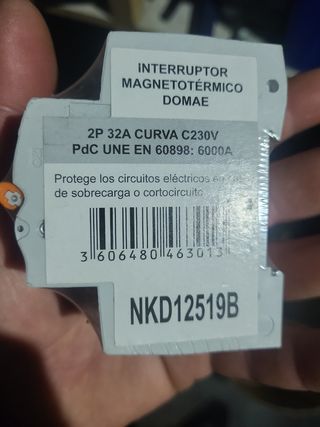 INTERRUPTOR
MAGNETOTÉRMICO
DOMAE
2P 32A CURVA C230V
PdC UNE EN 60898: 6000A
Protege los circuitos eléctricos en
de sobrecarga o cortocircuito
3 606480 463013
NKD12519B